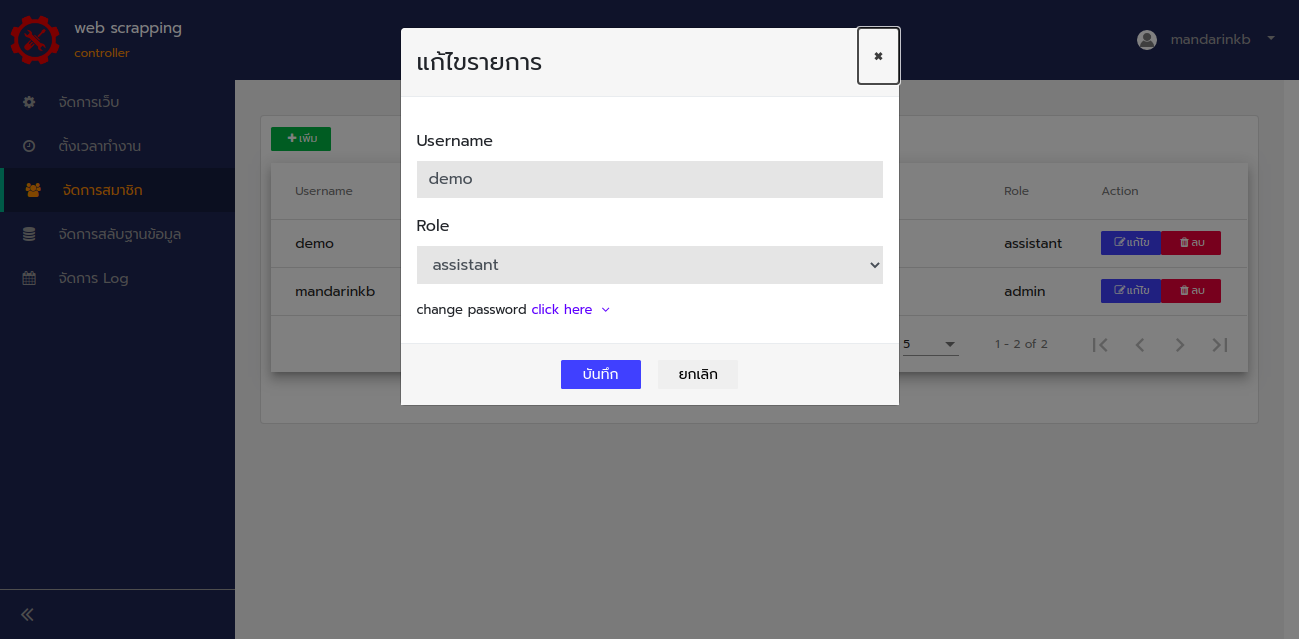 web scrapping
controller
mandarinkb
จัดการเว็บ
ตั้งเวลาทำงาน
จัดการสมาชิก
จัดการสลับฐานข้อมูล
จัดการ Log
แก้ไขรายการ
Username
demo
Role
assistant
change password click here
บันทึก ยกเลิก
เพิ่ม
Username Role Action
demo assistant แก้ไข ลบ
mandarinkb admin แก้ไข ลบ
5 1 - 2 of 2